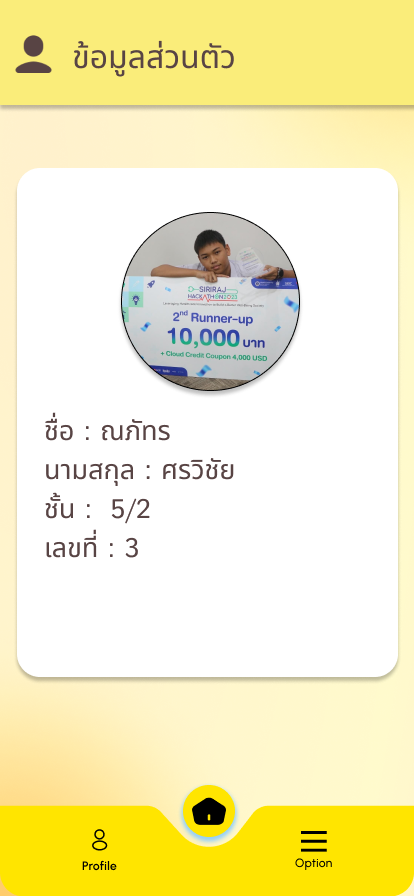 ข้อมูลส่วนตัว
SIRIRAJ
HACKATHON 2023
2nd Runner-up
10,000 บาท
+ Cloud Credit Coupon 4,000 USD
ชื่อ : ณภัทร
นามสกุล : ศรวิชัย
ชั้น : 5/2
เลขที่ : 3
Profile
Option